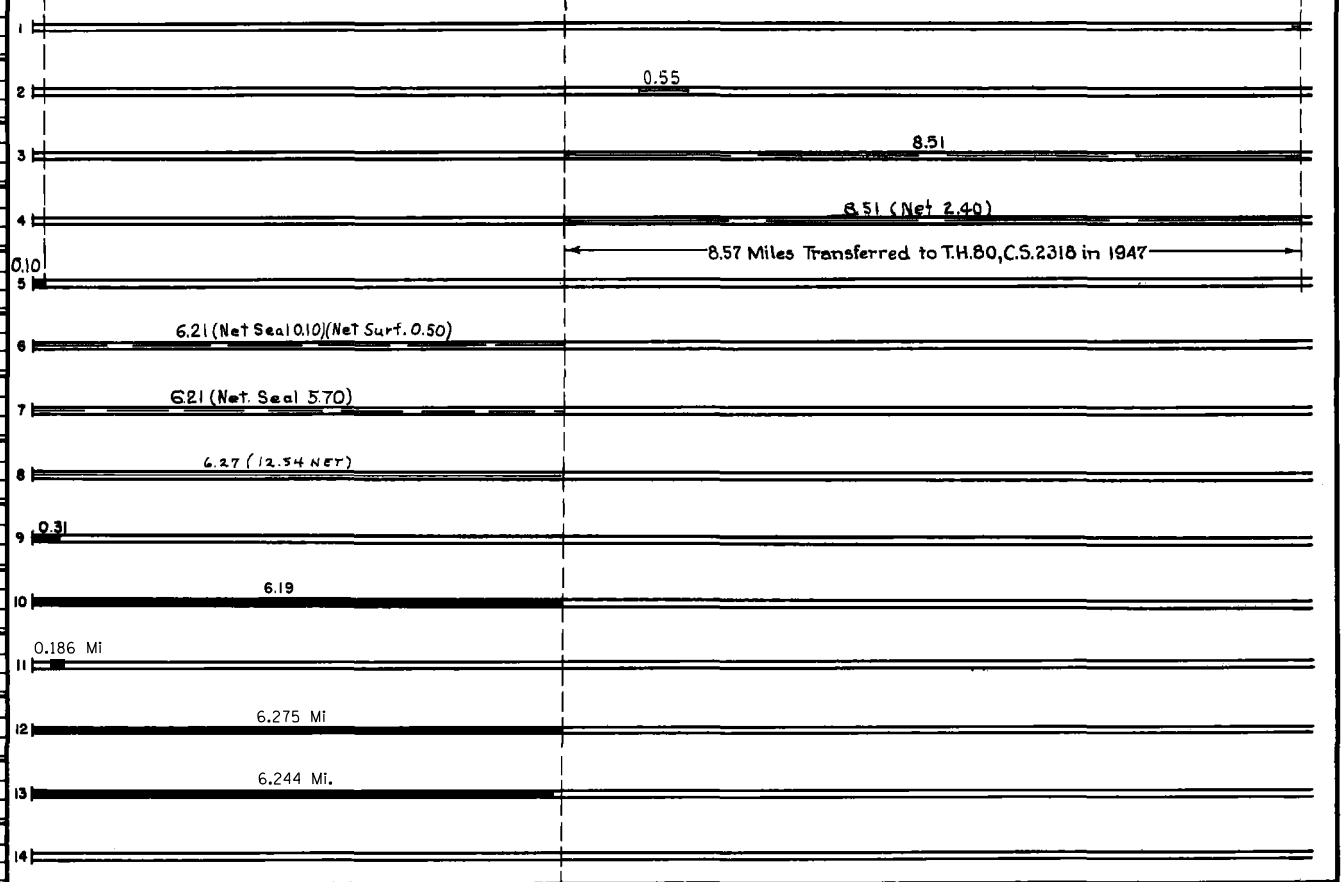 1
0.55
2
8.51
3
8.51 (Net 2.40)
4
8.57 Miles Transferred to T.H.80,C.S.2318 in 1947
0.10
5
6.21 (Net Seal 0.10)(Net Surf. 0.50)
6
6.21 (Net. Seal 5.70)
7
6.27 (12.54 NET)
8
0.31
9
6.19
10
0.186 Mi
11
6.275 Mi
12
6.244 Mi.
13
14